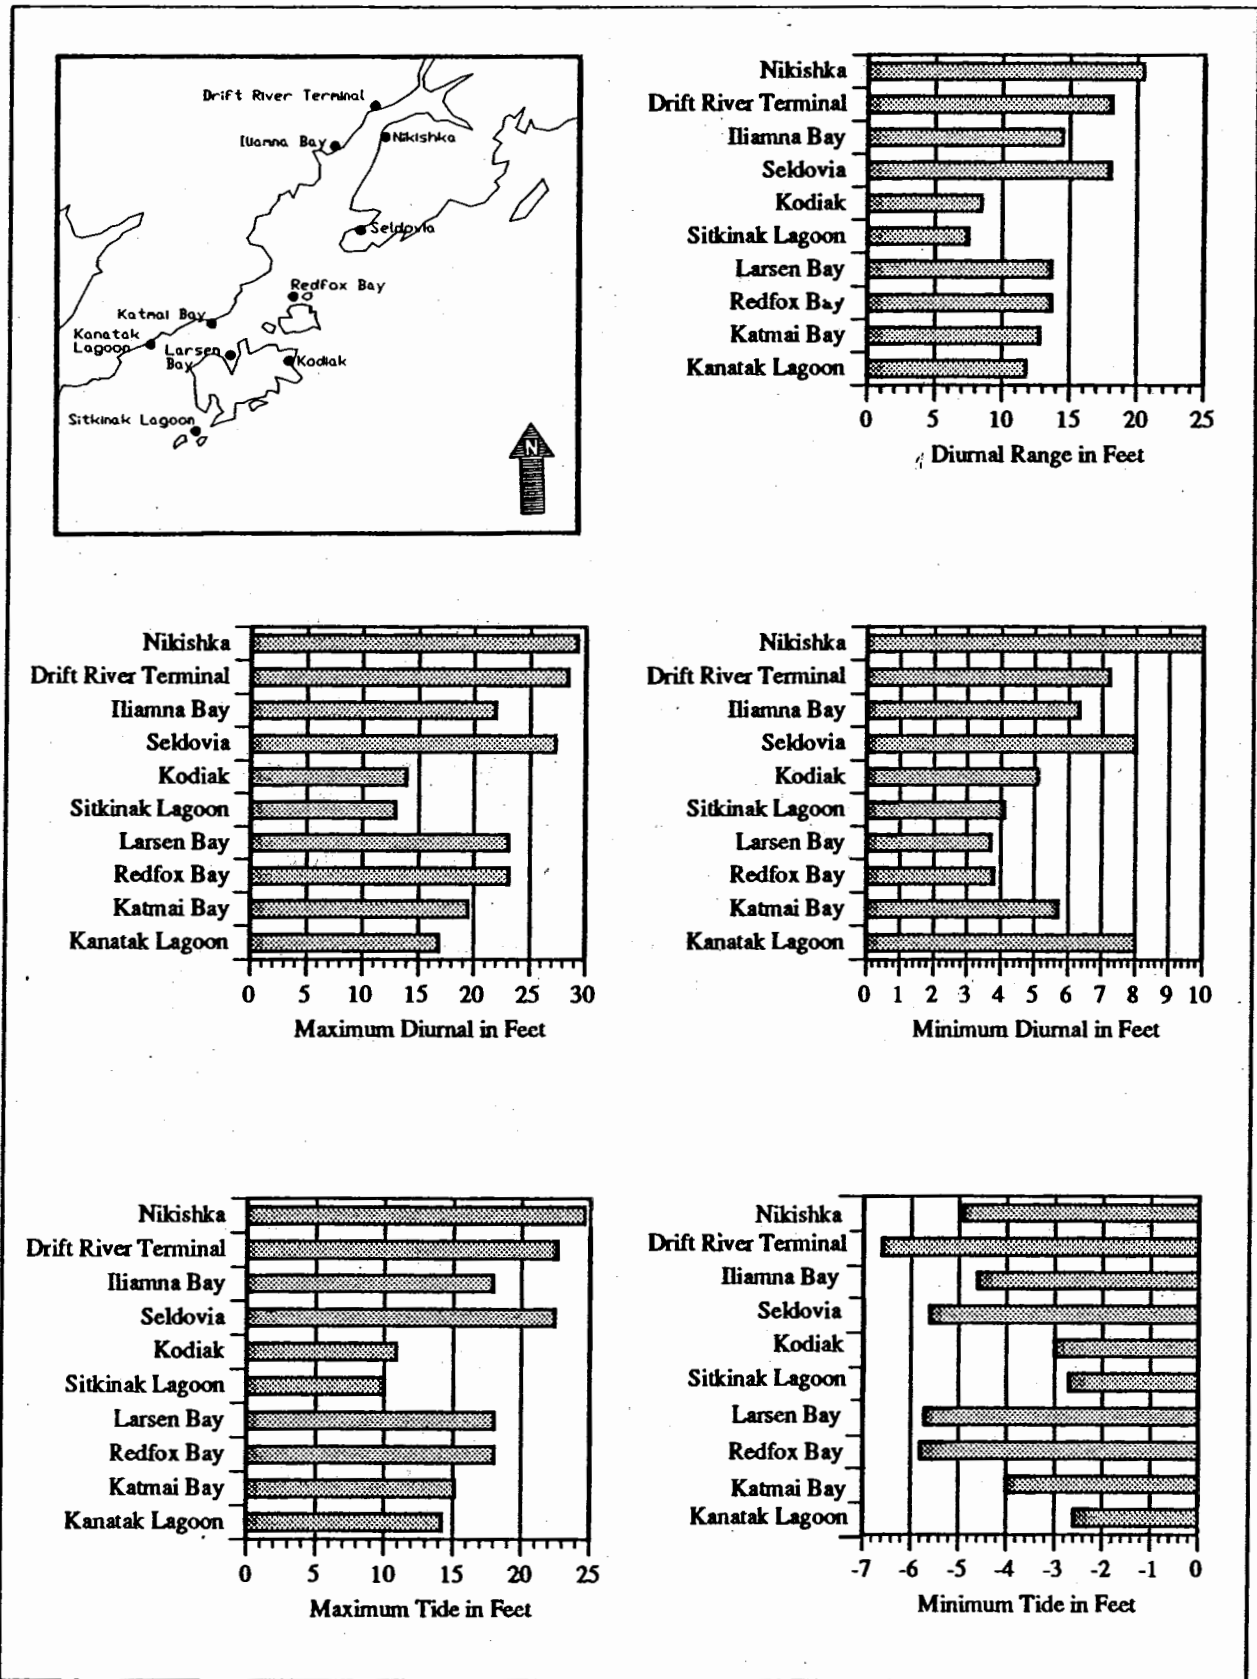 Drift River Terminal
Iliamna Bay
Nikishka
Seldovia
Redfox Bay
Katmai Bay
Kanatak
Lagoon
Larsen
Bay
Kodiak
Sitkinak Lagoon
N
Nikishka
Drift River Terminal
Iliamna Bay
Seldovia
Kodiak
Sitkinak Lagoon
Larsen Bay
Redfox Bay
Katmai Bay
Kanatak Lagoon
0 5 10 15 20 25
Diurnal Range in Feet
Nikishka
Drift River Terminal
Iliamna Bay
Seldovia
Kodiak
Sitkinak Lagoon
Larsen Bay
Redfox Bay
Katmai Bay
Kanatak Lagoon
0 5 10 15 20 25 30
Maximum Diurnal in Feet
Nikishka
Drift River Terminal
Iliamna Bay
Seldovia
Kodiak
Sitkinak Lagoon
Larsen Bay
Redfox Bay
Katmai Bay
Kanatak Lagoon
0 1 2 3 4 5 6 7 8 9 10
Minimum Diurnal in Feet
Nikishka
Drift River Terminal
Iliamna Bay
Seldovia
Kodiak
Sitkinak Lagoon
Larsen Bay
Redfox Bay
Katmai Bay
Kanatak Lagoon
0 5 10 15 20 25
Maximum Tide in Feet
Nikishka
Drift River Terminal
Iliamna Bay
Seldovia
Kodiak
Sitkinak Lagoon
Larsen Bay
Redfox Bay
Katmai Bay
Kanatak Lagoon
-7 -6 -5 -4 -3 -2 -1 0
Minimum Tide in Feet